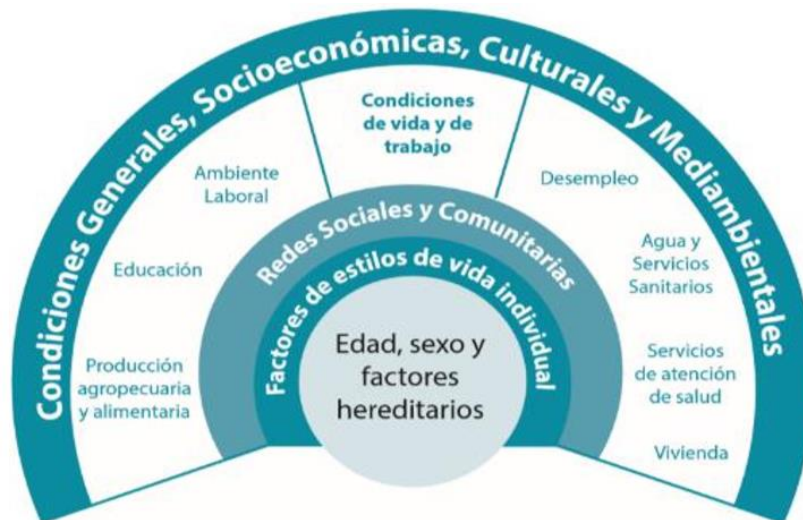 Condiciones Generales, Socioeconómicas, Culturales y Mediambientales
Condiciones
de vida y de
trabajo
Ambiente
Laboral
Desempleo
Educación
Agua y
Servicios
Sanitarios
Producción
agropecuaria
y alimentaria
Servicios
de atención
de salud
Vivienda
Redes Sociales y Comunitarias
Factores de estilos de vida individual
Edad, sexo y
factores
hereditarios